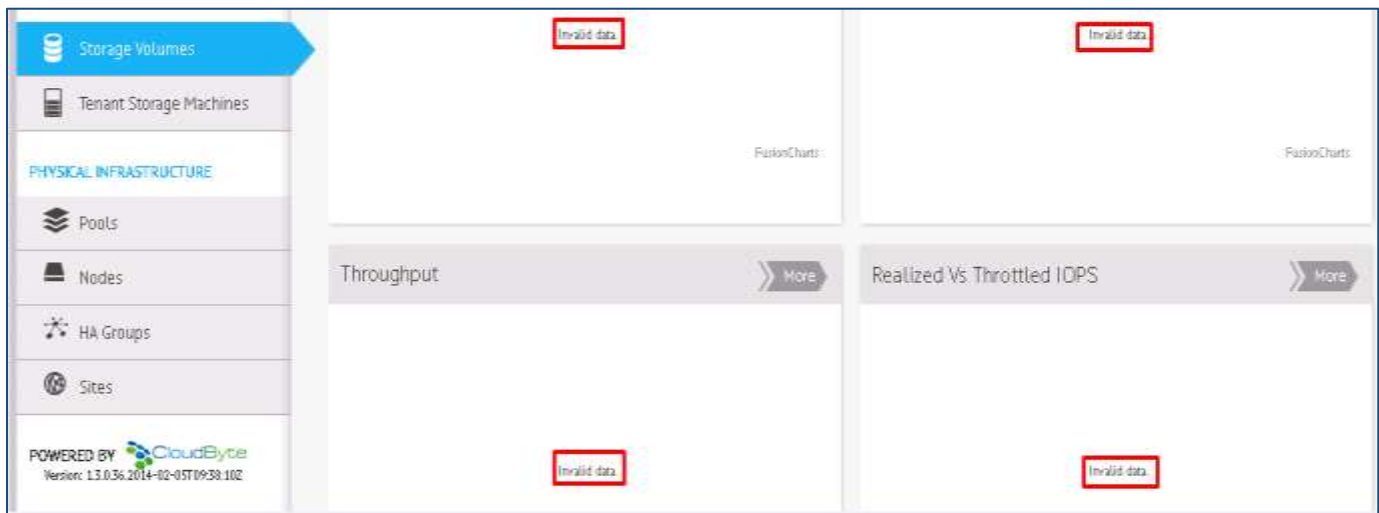 Storage Volumes
Tenant Storage Machines
PHYSICAL INFRASTRUCTURE
Pools
Nodes
HA Groups
Sites
POWERED BY CloudByte
Version: 1.3.0.36.2014-02-05T09:38:10Z
Invalid data.
FusionCharts
Invalid data.
FusionCharts
Throughput
More
Invalid data.
Realized Vs Throttled IOPS
More
Invalid data.